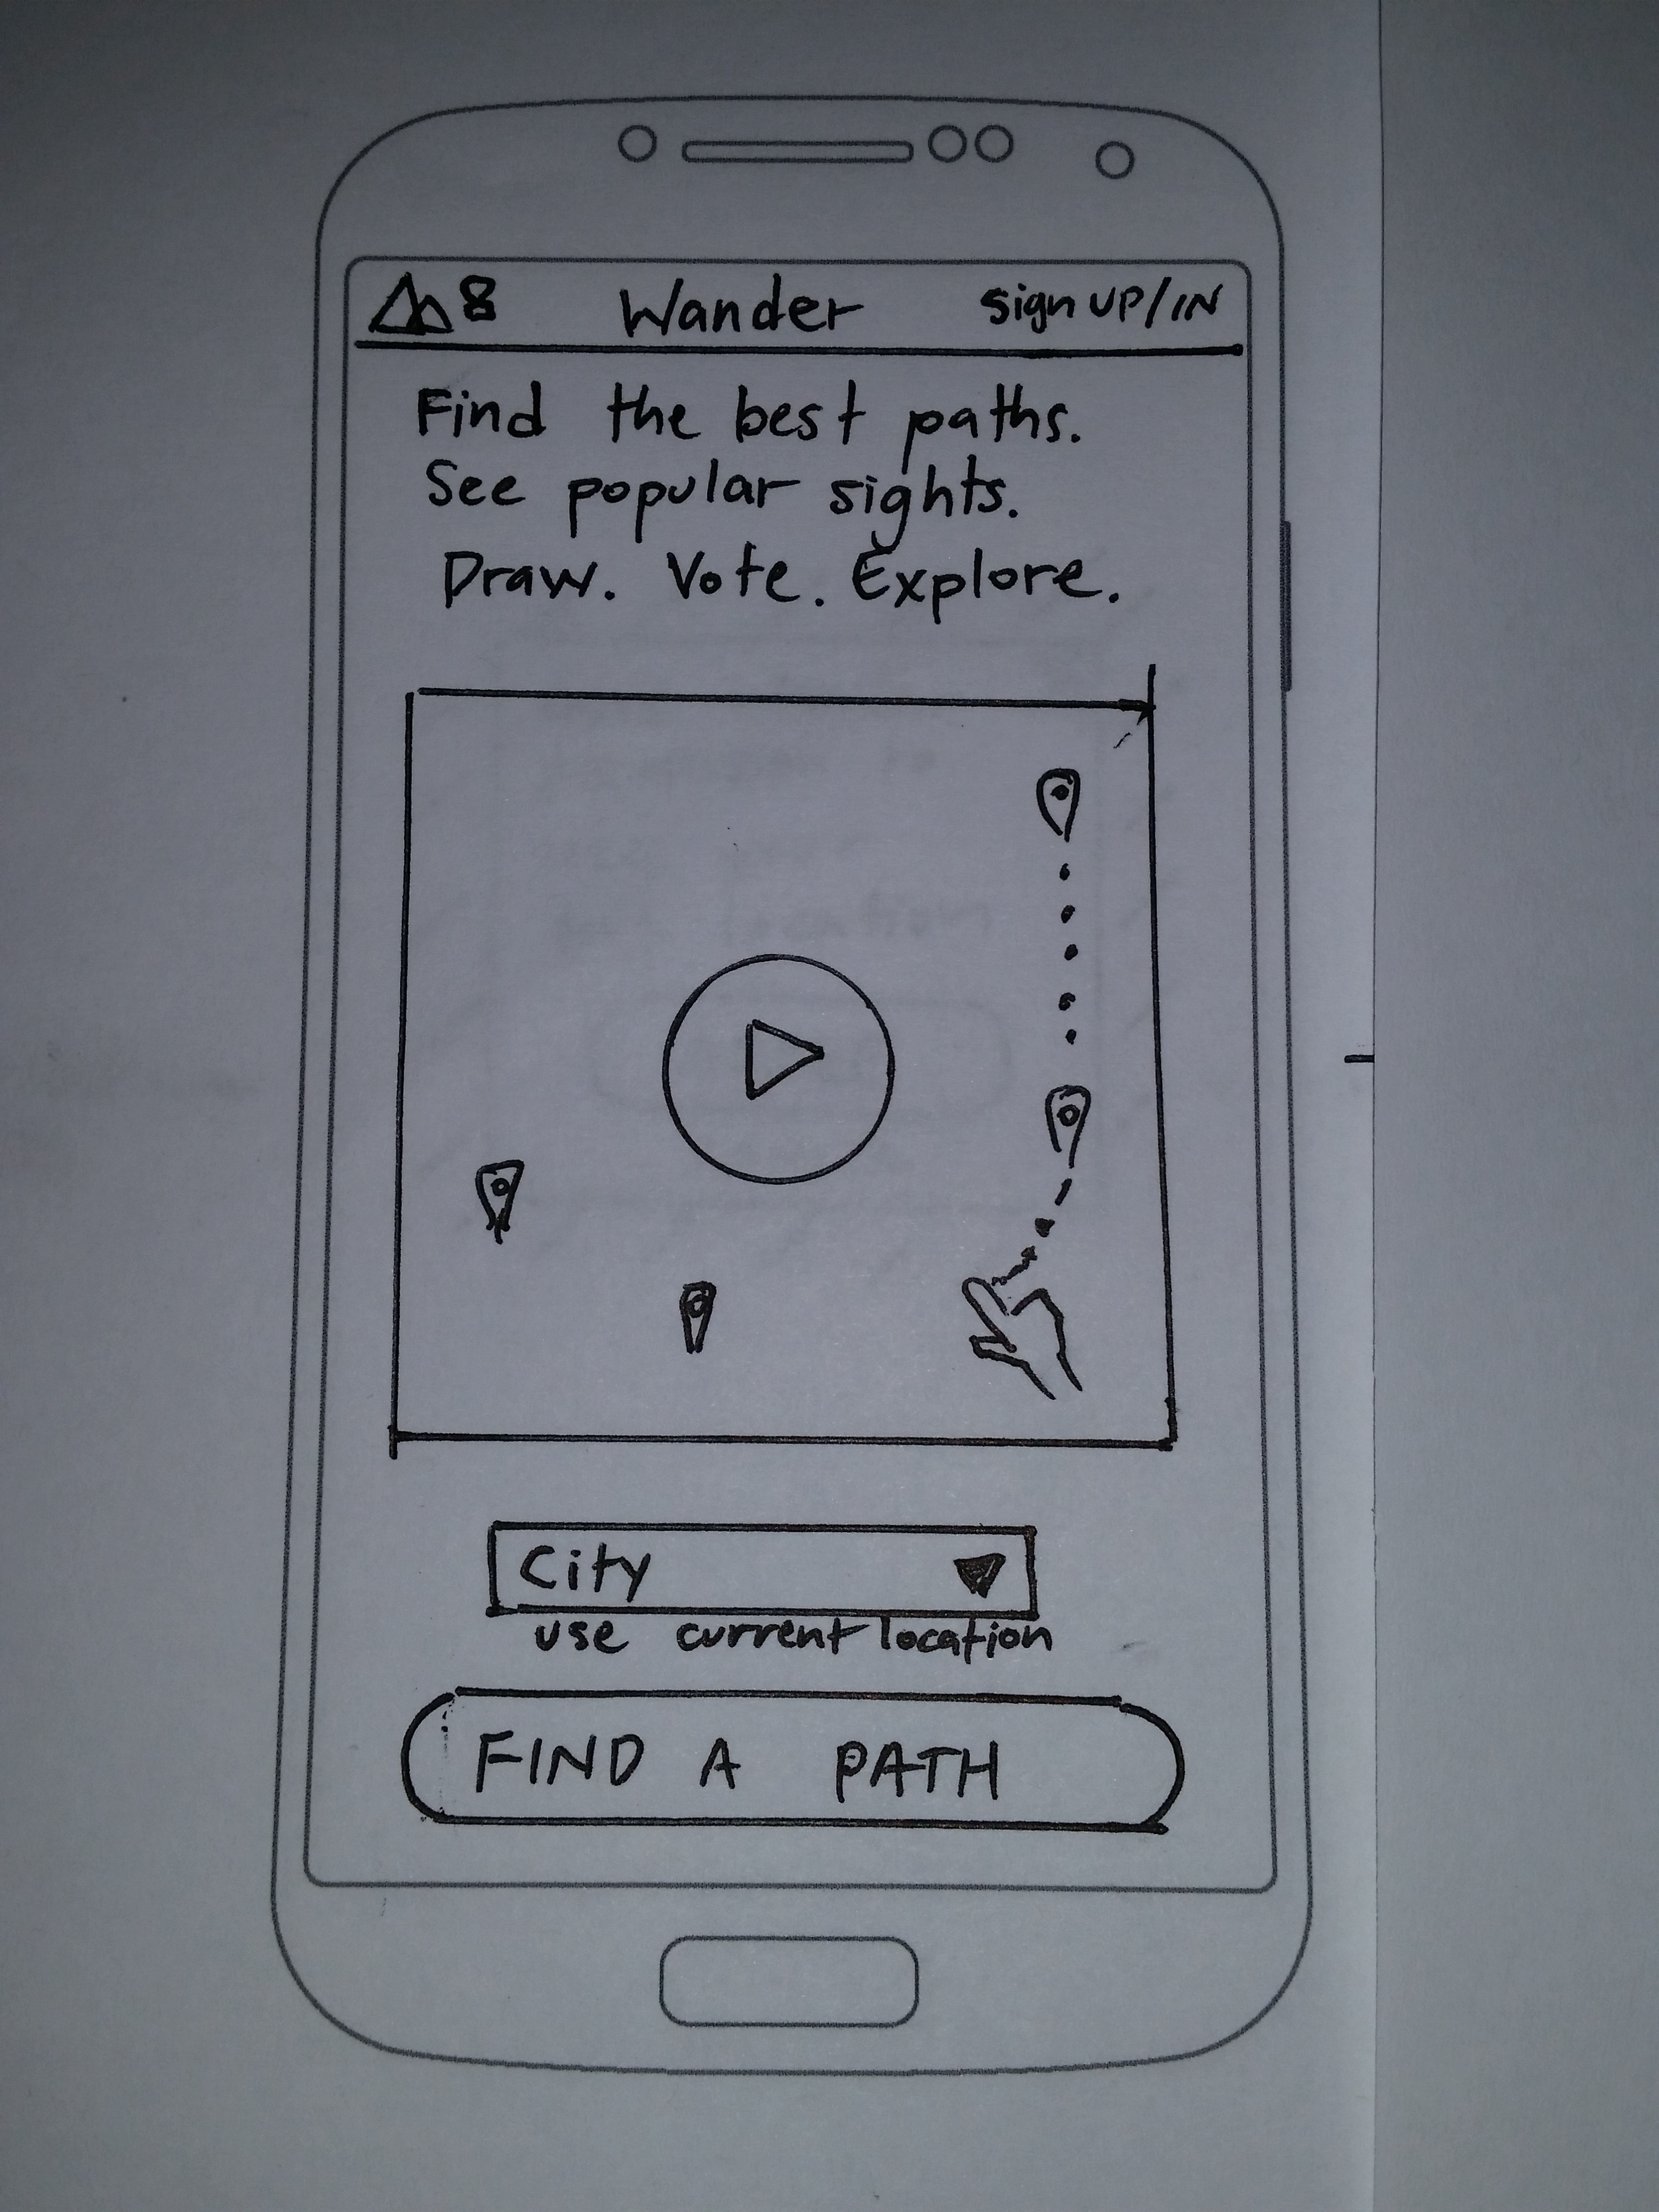 8 Wander sign UP/IN
Find the best paths.
See popular sights.
Draw. Vote. Explore.
City
use current location
FIND A PATH